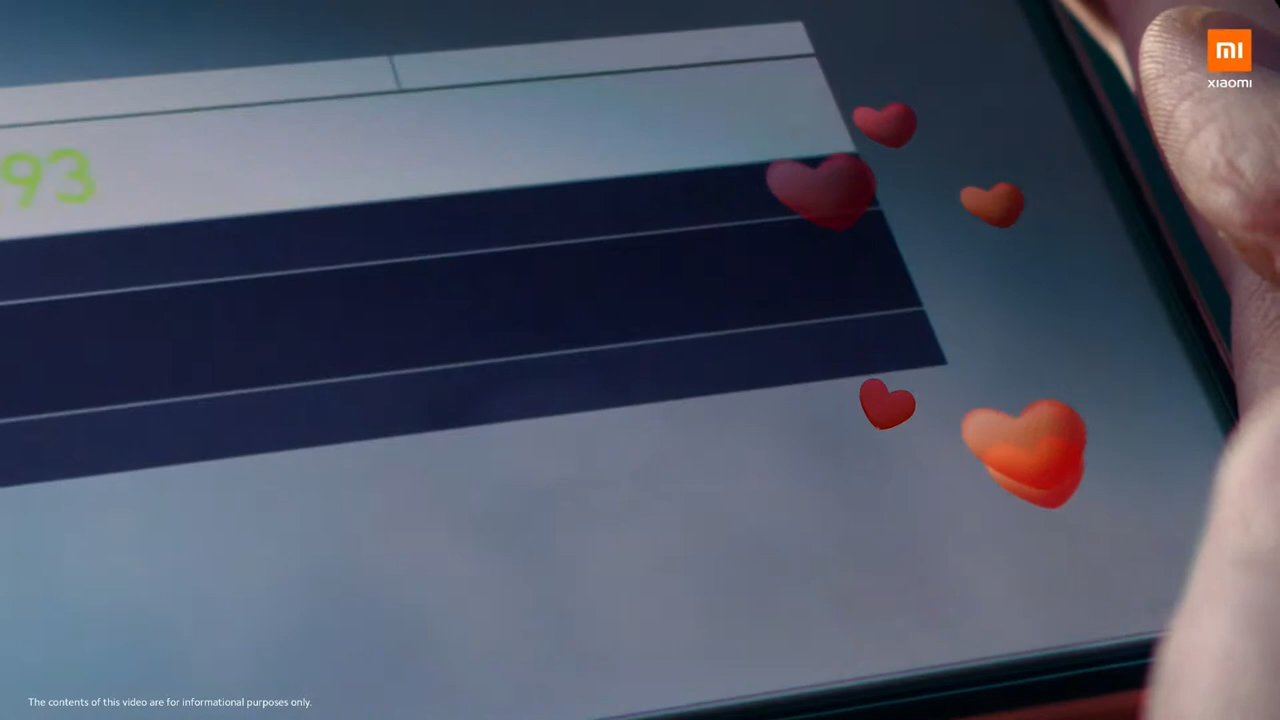 mi
xiaomi
93
The contents of this video are for informational purposes only.